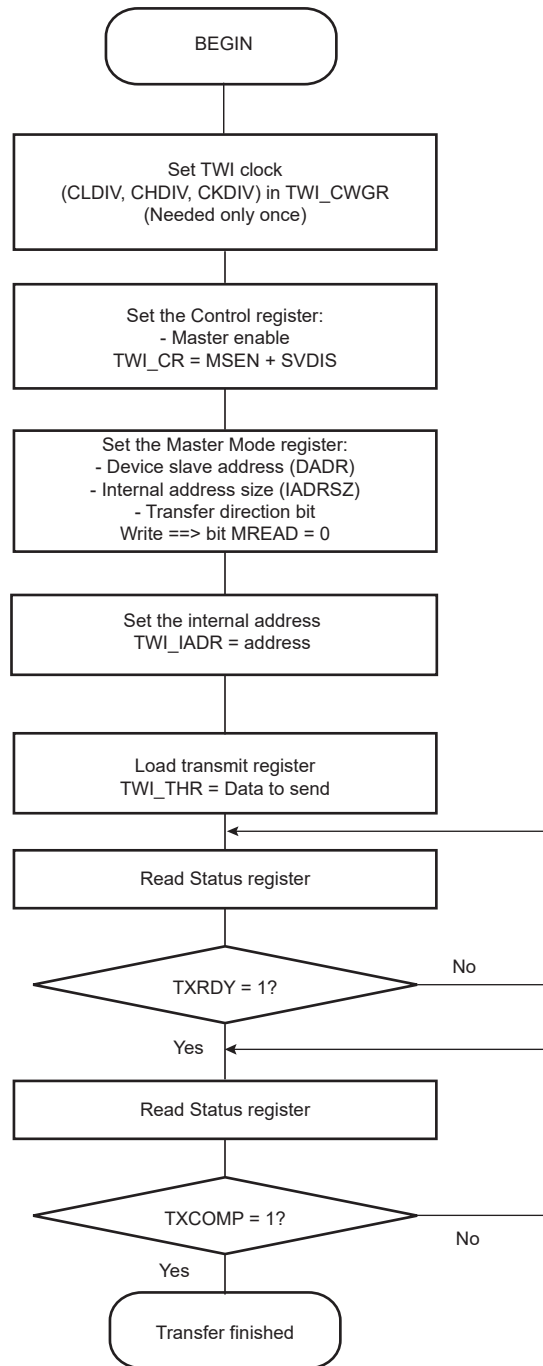 BEGIN
Set TWI clock
(CLDIV, CHDIV, CKDIV) in TWI_CWGR
(Needed only once)
Set the Control register:
- Master enable
TWI_CR = MSEN + SVDIS
Set the Master Mode register:
- Device slave address (DADR)
- Internal address size (IADRSZ)
- Transfer direction bit
Write ==> bit MREAD = 0
Set the internal address
TWI_IADR = address
Load transmit register
TWI_THR = Data to send
Read Status register
No
TXRDY = 1?
Yes
Read Status register
TXCOMP = 1?
No
Yes
Transfer finished